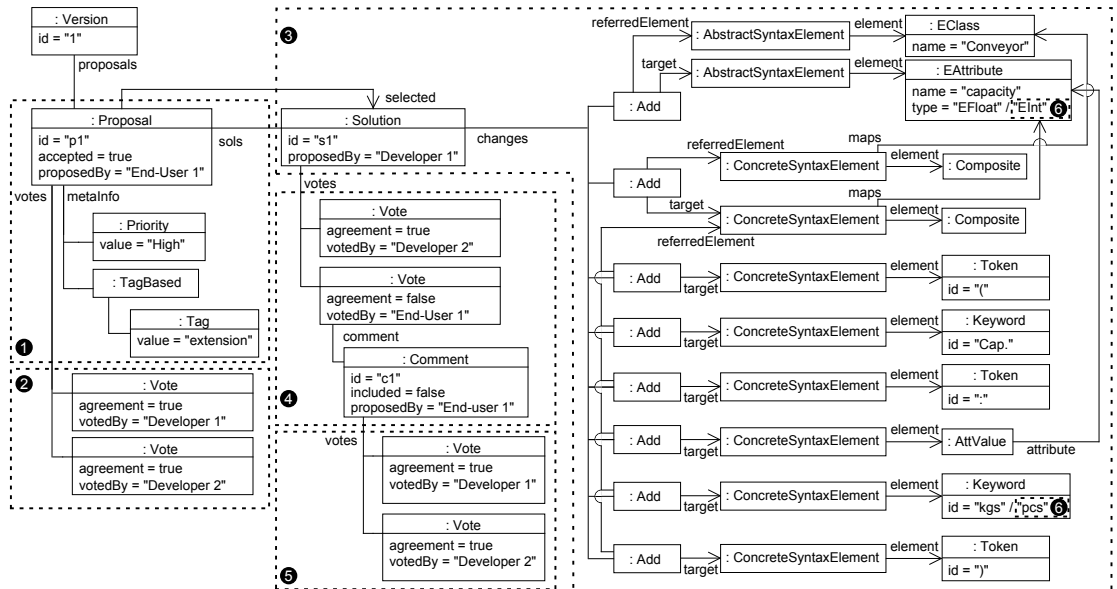 : Version
id = "1"
proposals
: Proposal
id = "p1"
accepted = true
proposedBy = "End-User 1"
votes
metaInfo
sols
selected
: Priority
value = "High"
: TagBased
: Tag
value = "extension"
1
2
: Vote
agreement = true
votedBy = "Developer 1"
: Vote
agreement = true
votedBy = "Developer 2"
3
: Solution
id = "s1"
proposedBy = "Developer 1"
changes
votes
: Vote
agreement = true
votedBy = "Developer 2"
: Vote
agreement = false
votedBy = "End-User 1"
comment
: Comment
id = "c1"
included = false
proposedBy = "End-user 1"
4
votes
: Vote
agreement = true
votedBy = "Developer 1"
: Vote
agreement = true
votedBy = "Developer 2"
5
referredElement
: AbstractSyntaxElement
element
: EClass
name = "Conveyor"
target
: AbstractSyntaxElement
element
: EAttribute
name = "capacity"
type = "EFloat" / "EInt" 6
: Add
maps
referredElement
: ConcreteSyntaxElement
element
: Composite
: Add
maps
target
: ConcreteSyntaxElement
element
: Composite
referredElement
: Add
target
: ConcreteSyntaxElement
element
: Token
id = "("
: Add
target
: ConcreteSyntaxElement
element
: Keyword
id = "Cap."
: Add
target
: ConcreteSyntaxElement
element
: Token
id = ":"
: Add
target
: ConcreteSyntaxElement
element
: AttValue
attribute
: Add
target
: ConcreteSyntaxElement
element
: Keyword
id = "kgs" / "pcs" 6
: Add
target
: ConcreteSyntaxElement
element
: Token
id = ")"